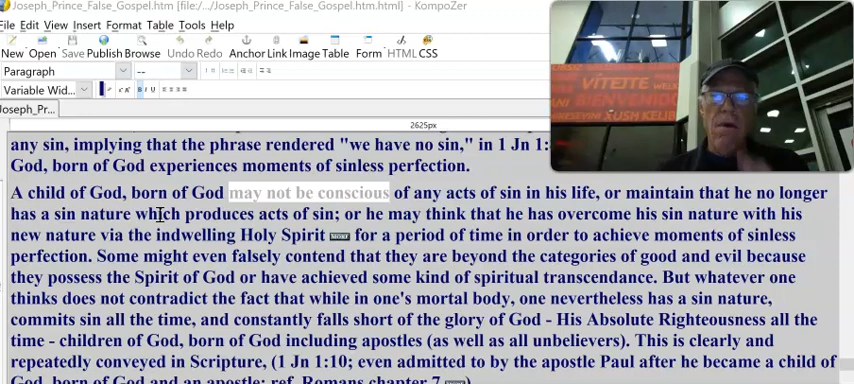 Joseph_Prince_False_Gospel.htm [file:/.../Joseph_Prince_False_Gospel.htm.html] - KompoZer
File Edit View Insert Format Table Tools Help
New Open Save Publish Browse Undo Redo Anchor Link Image Table Form HTML CSS
Paragraph --
Variable Wid...
Joseph_Pr...
2625px
any sin, implying that the phrase rendered "we have no sin," in 1 Jn 1:
God, born of God experiences moments of sinless perfection.
A child of God, born of God may not be conscious of any acts of sin in his life, or maintain that he no longer
has a sin nature which produces acts of sin; or he may think that he has overcome his sin nature with his
new nature via the indwelling Holy Spirit for a period of time in order to achieve moments of sinless
perfection. Some might even falsely contend that they are beyond the categories of good and evil because
they possess the Spirit of God or have achieved some kind of spiritual transcendance. But whatever one
thinks does not contradict the fact that while in one's mortal body, one nevertheless has a sin nature,
commits sin all the time, and constantly falls short of the glory of God - His Absolute Righteousness all the
time - children of God, born of God including apostles (as well as all unbelievers). This is clearly and
repeatedly conveyed in Scripture, (1 Jn 1:10; even admitted to by the apostle Paul after he became a child of
God, born of God and an apostle; ref. Romans chapter 7
VÍTEJTE
BIENVENIDO
XUSH KELIB